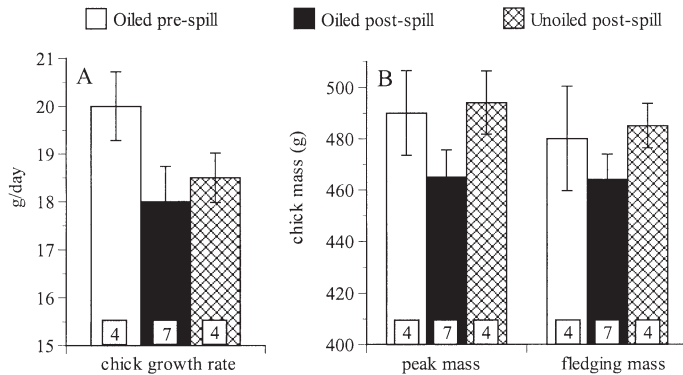 Oiled pre-spill Oiled post-spill Unoiled post-spill
A
21
20
19
18
17
16
15
g/day
4 7 4
chick growth rate
B
500
480
460
440
420
400
chick mass (g)
4 7 4 4 7 4
peak mass fledging mass